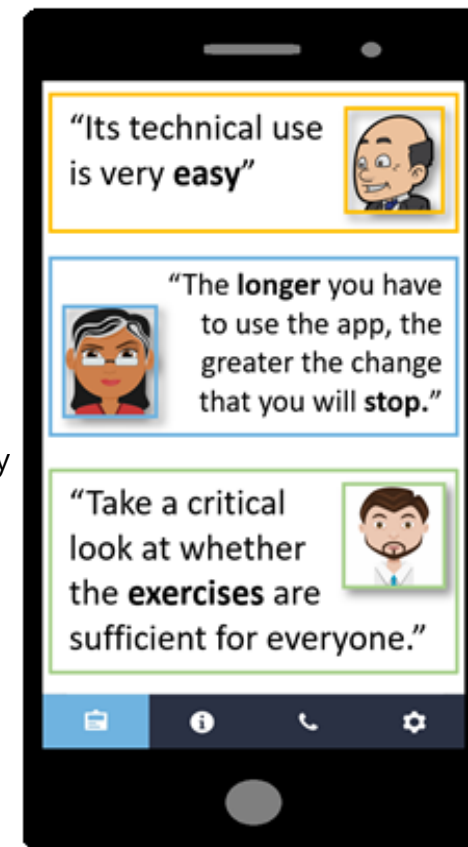 “Its technical use
is very easy”
“The longer you have
to use the app, the
greater the change
that you will stop.”
y
“Take a critical
look at whether
the exercises are
sufficient for everyone.”